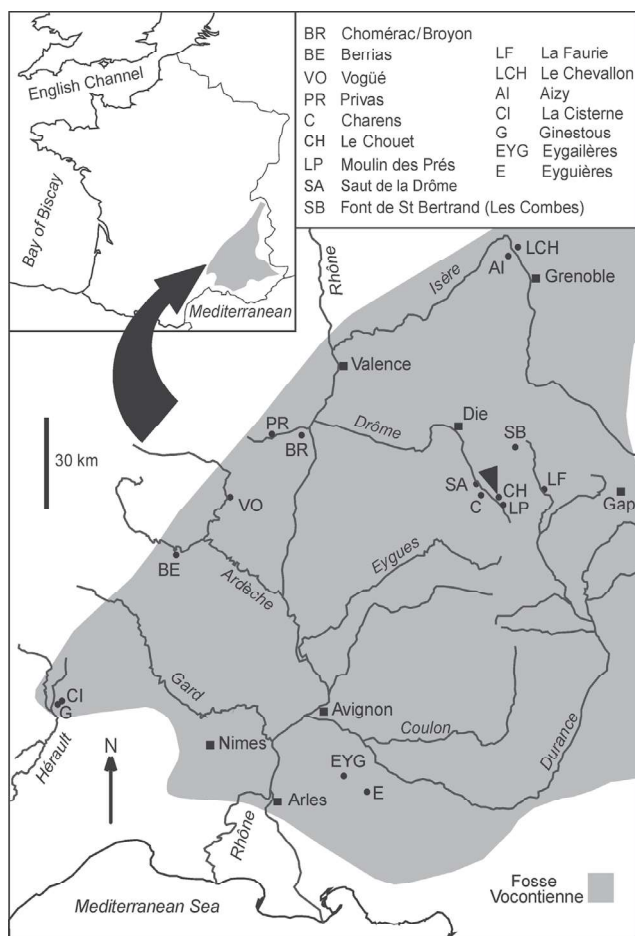 English Channel
Bay of Biscay
Mediterranean
BR Chomérac/Broyon
BE Berrias
VO Vogüé
PR Privas
C Charens
CH Le Chouet
LP Moulin des Prés
SA Saut de la Drôme
SB Font de St Bertrand (Les Combes)
LF La Faurie
LCH Le Chevallon
AI Aizy
CI La Cisterne
G Ginestous
EYG Eygailères
E Eyguières
Rhône
Isère
LCH
AI
Grenoble
Valence
30 km
PR
BR
Drôme
Die
SB
SA
C
CH
LP
LF
Gap
VO
BE
Ardèche
Eygues
CI
G
Hérault
Gard
Avignon
Coulon
Durance
Nimes
N
EYG
E
Arles
Rhône
Mediterranean Sea
Fosse
Vocontienne